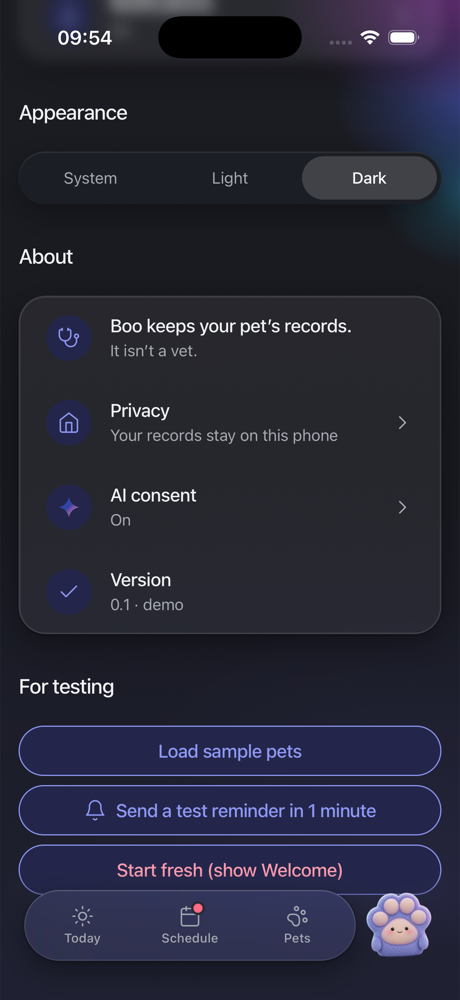 09:54
Appearance
System
Light
Dark
About
Boo keeps your pet’s records.
It isn’t a vet.
Privacy
Your records stay on this phone
AI consent
On
Version
0.1 · demo
For testing
Load sample pets
Send a test reminder in 1 minute
Start fresh (show Welcome)
Today
Schedule
Pets